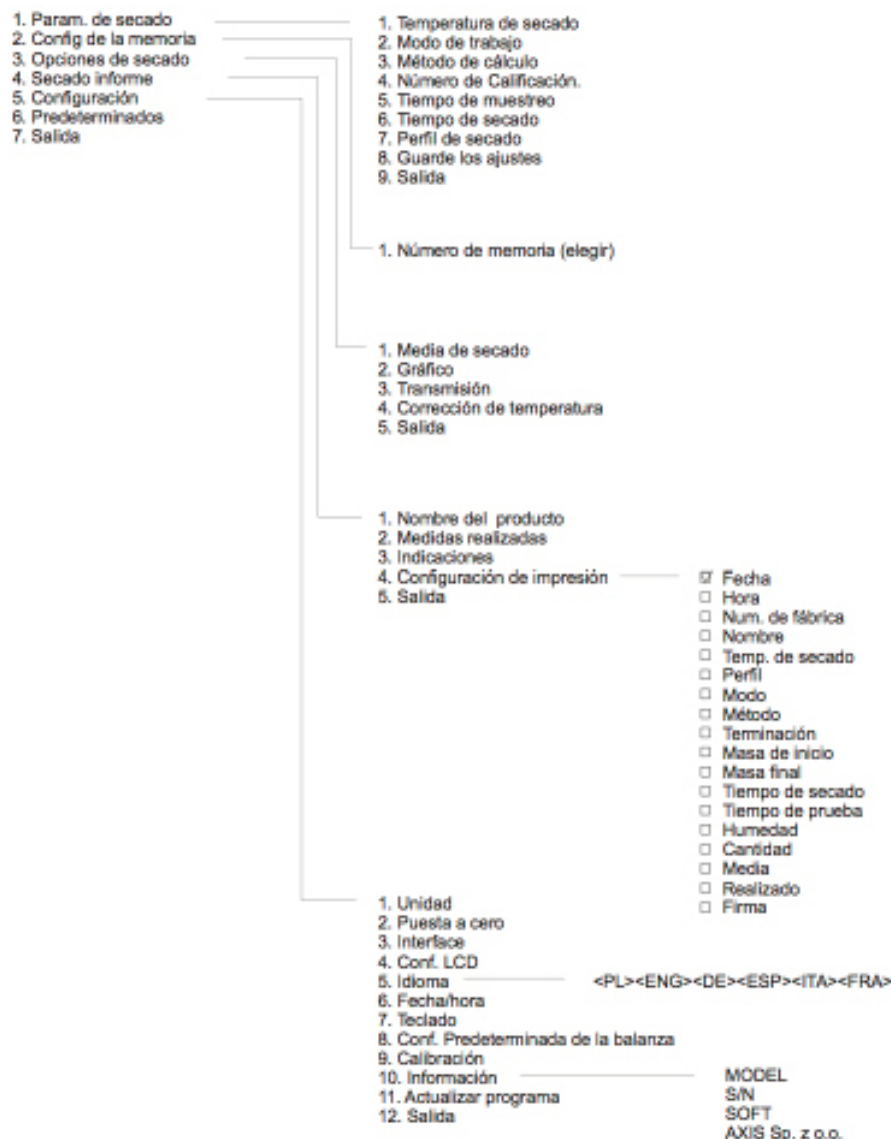 1. Param. de secado
2. Config de la memoria
3. Opciones de secado
4. Secado informe
5. Configuración
6. Predeterminados
7. Salida
1. Temperatura de secado
2. Modo de trabajo
3. Método de cálculo
4. Número de Calificación.
5. Tiempo de muestreo
6. Tiempo de secado
7. Perfil de secado
8. Guarde los ajustes
9. Salida
1. Número de memoria (elegir)
1. Media de secado
2. Gráfico
3. Transmisión
4. Corrección de temperatura
5. Salida
1. Nombre del producto
2. Medidas realizadas
3. Indicaciones
4. Configuración de impresión
5. Salida
Fecha
Hora
Num. de fábrica
Nombre
Temp. de secado
Perfil
Modo
Método
Terminación
Masa de inicio
Masa final
Tiempo de secado
Tiempo de prueba
Humedad
Cantidad
Media
Realizado
Firma
1. Unidad
2. Puesta a cero
3. Interface
4. Conf. LCD
5. Idioma
6. Fecha/hora
7. Teclado
8. Conf. Predeterminada de la balanza
9. Calibración
10. Información
11. Actualizar programa
12. Salida
<PL><ENG><DE><ESP><ITA><FRA>
MODEL
S/N
SOFT
AXIS Sp. z o.o.